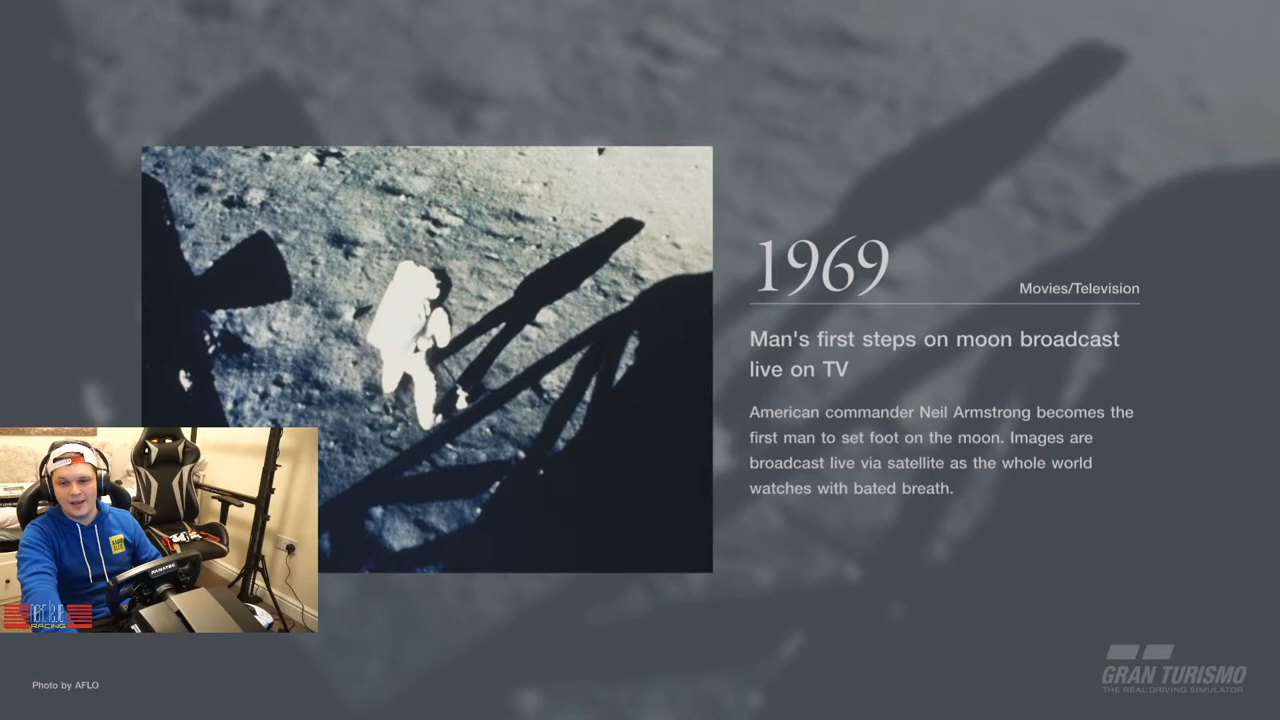 1969
Movies/Television
Man's first steps on moon broadcast
live on TV
American commander Neil Armstrong becomes the
first man to set foot on the moon. Images are
broadcast live via satellite as the whole world
watches with bated breath.
FANATEC
RACING
Photo by AFLO
GRAN TURISMO
THE REAL DRIVING SIMULATOR